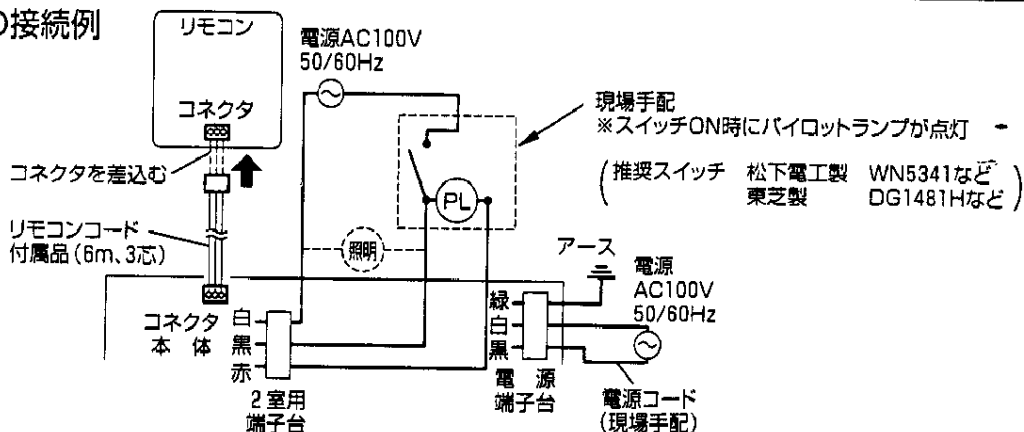 の接続例
リモコン
コネクタ
コネクタを差込む
リモコンコード
付属品(6m、3芯)
電源AC100V
50/60Hz
現場手配
※スイッチON時にパイロットランプが点灯
推奨スイッチ 松下電工製 WN5341など
東芝製 DG1481Hなど
PL
照明
アース
電源
AC100V
50/60Hz
コネクタ
本体
白
黒
赤
2室用
端子台
緑
白
黒
電源
端子台
電源コード
(現場手配)